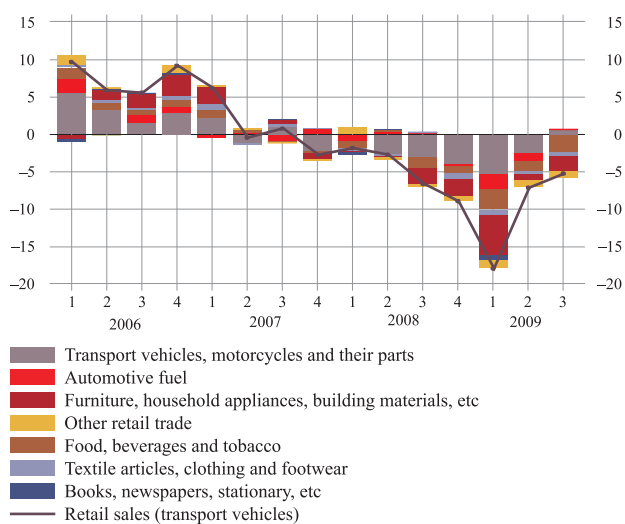 15 15
10 10
5 5
0 0
−5 −5
−10 −10
−15 −15
−20 −20
1 2 3 4 1 2 3 4 1 2 3 4 1 2 3
2006 2007 2008 2009
Transport vehicles, motorcycles and their parts
Automotive fuel
Furniture, household appliances, building materials, etc
Other retail trade
Food, beverages and tobacco
Textile articles, clothing and footwear
Books, newspapers, stationary, etc
Retail sales (transport vehicles)